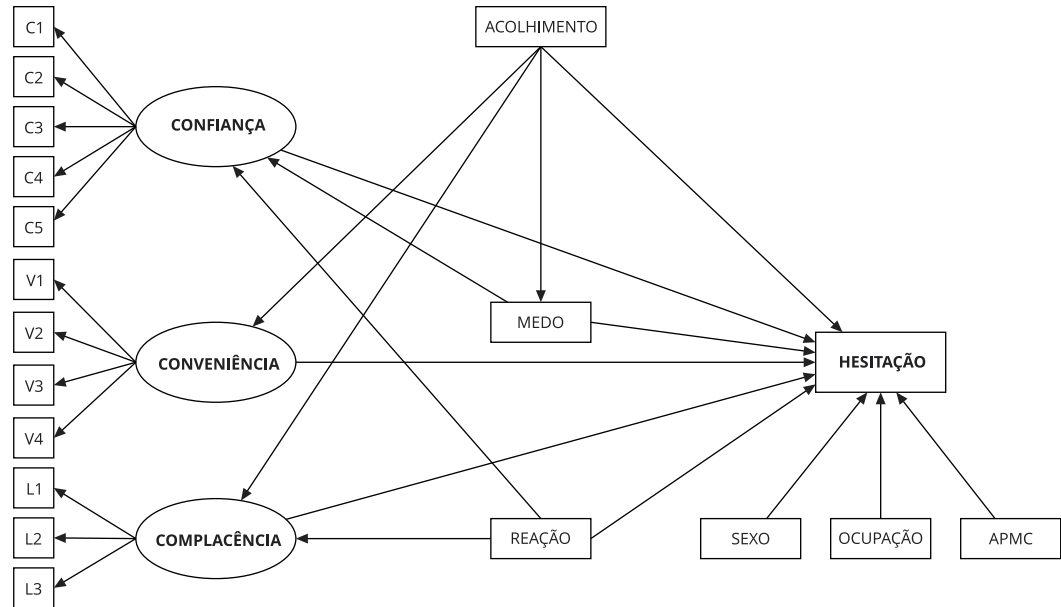 C1
C2
C3
C4
C5
V1
V2
V3
V4
L1
L2
L3
CONFIANÇA
CONVENIÊNCIA
COMPLACÊNCIA
ACOLHIMENTO
MEDO
REAÇÃO
HESITAÇÃO
SEXO
OCUPAÇÃO
APMC